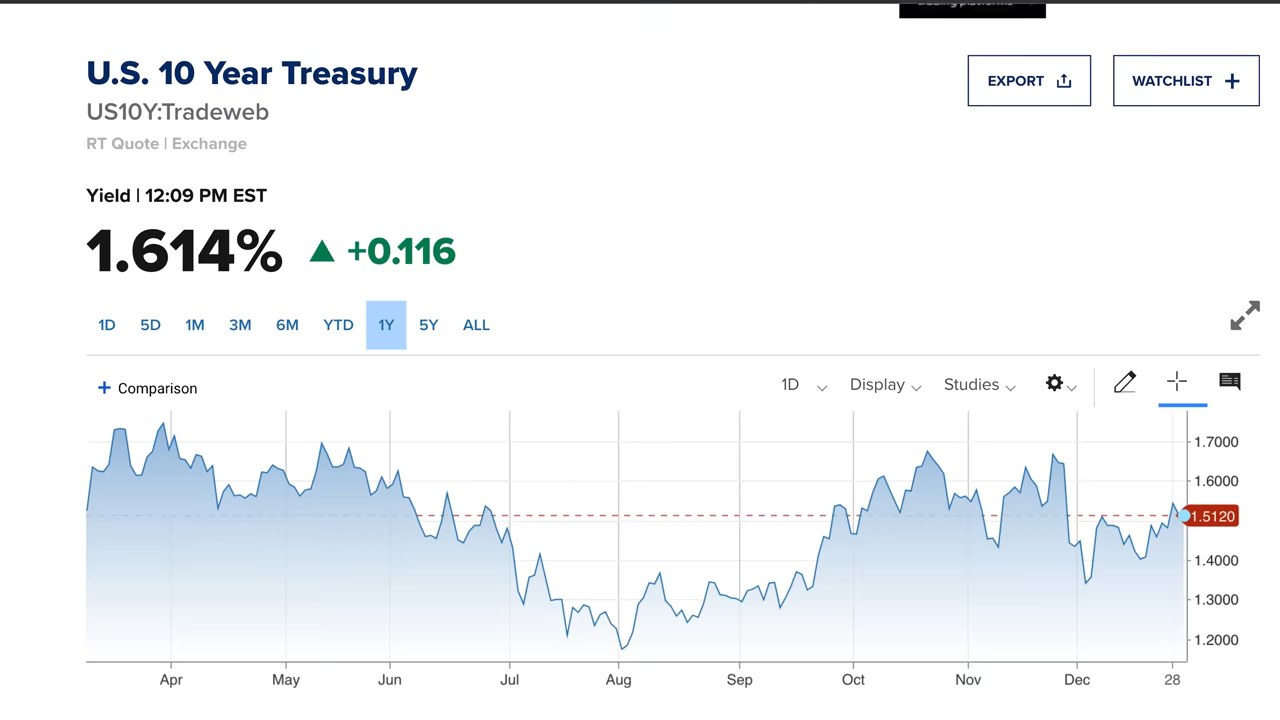 trading platforms
U.S. 10 Year Treasury
US10Y:Tradeweb
RT Quote | Exchange
EXPORT
WATCHLIST +
Yield | 12:09 PM EST
1.614% ▲ +0.116
1D 5D 1M 3M 6M YTD 1Y 5Y ALL
+ Comparison
1D Display Studies
1.7000
1.6000
1.5120
1.4000
1.3000
1.2000
Apr May Jun Jul Aug Sep Oct Nov Dec 28